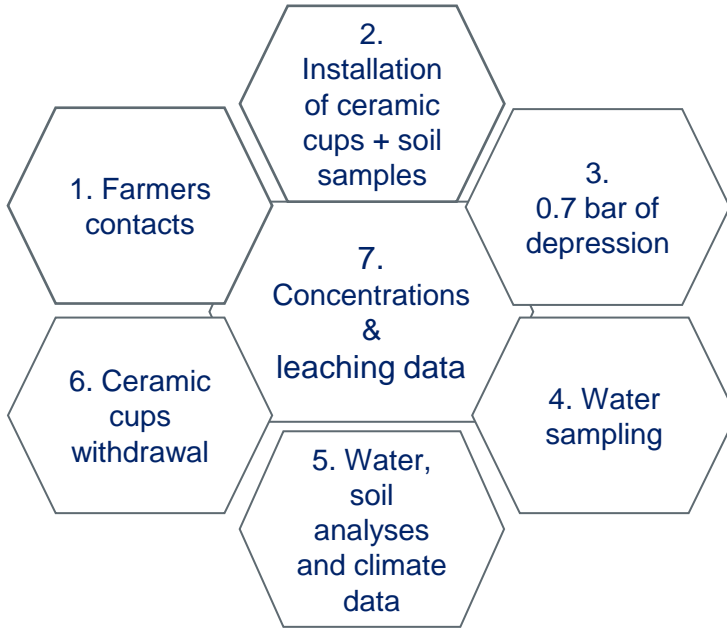 1. Farmers
contacts
2.
Installation
of ceramic
cups + soil
samples
3.
0.7 bar of
depression
4. Water
sampling
5. Water,
soil
analyses
and climate
data
6. Ceramic
cups
withdrawal
7.
Concentrations
&
leaching data